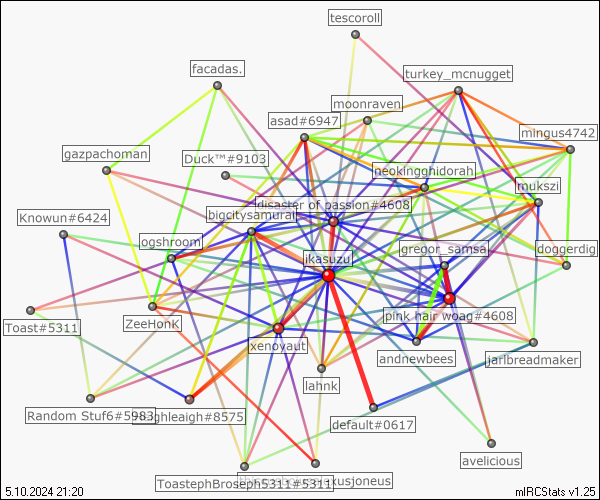 tescoroll
facadas.
turkey_mcnugget
moonraven
asad#6947
mingus4742
gazpachoman
Duck™#9103
neokingghidorah
mukszi
disaster of passion#4608
Knowun#6424
bigcitysamurai
ogshroom
gregor_samsa
doggerdig
ikasuzu
pink hair woag#4608
Toast#5311
ZeeHonK
xenoyaut
andnewbees
jarlbreadmaker
lahnk
Random Stuf6#5983
ghleaigh#8575
default#0617
avelicious
ToastephBroseph5311#5311
xusjoneus
5.10.2024 21:20
mIRCStats v1.25